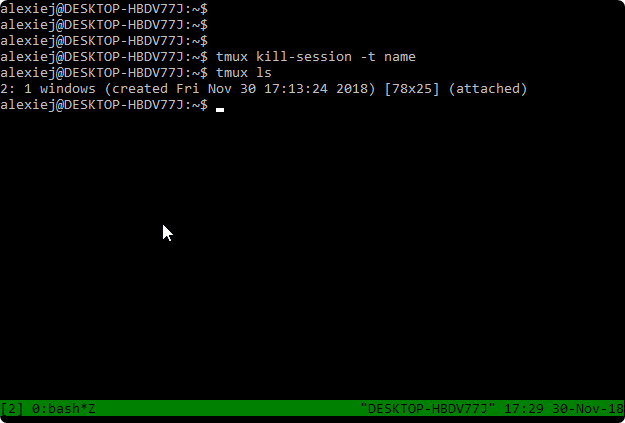 alexiej@DESKTOP-HBDV77J:~$
alexiej@DESKTOP-HBDV77J:~$
alexiej@DESKTOP-HBDV77J:~$
alexiej@DESKTOP-HBDV77J:~$ tmux kill-session -t name
alexiej@DESKTOP-HBDV77J:~$ tmux ls
2: 1 windows (created Fri Nov 30 17:13:24 2018) [78x25] (attached)
alexiej@DESKTOP-HBDV77J:~$
[2] 0:bash*Z "DESKTOP-HBDV77J" 17:29 30-Nov-18